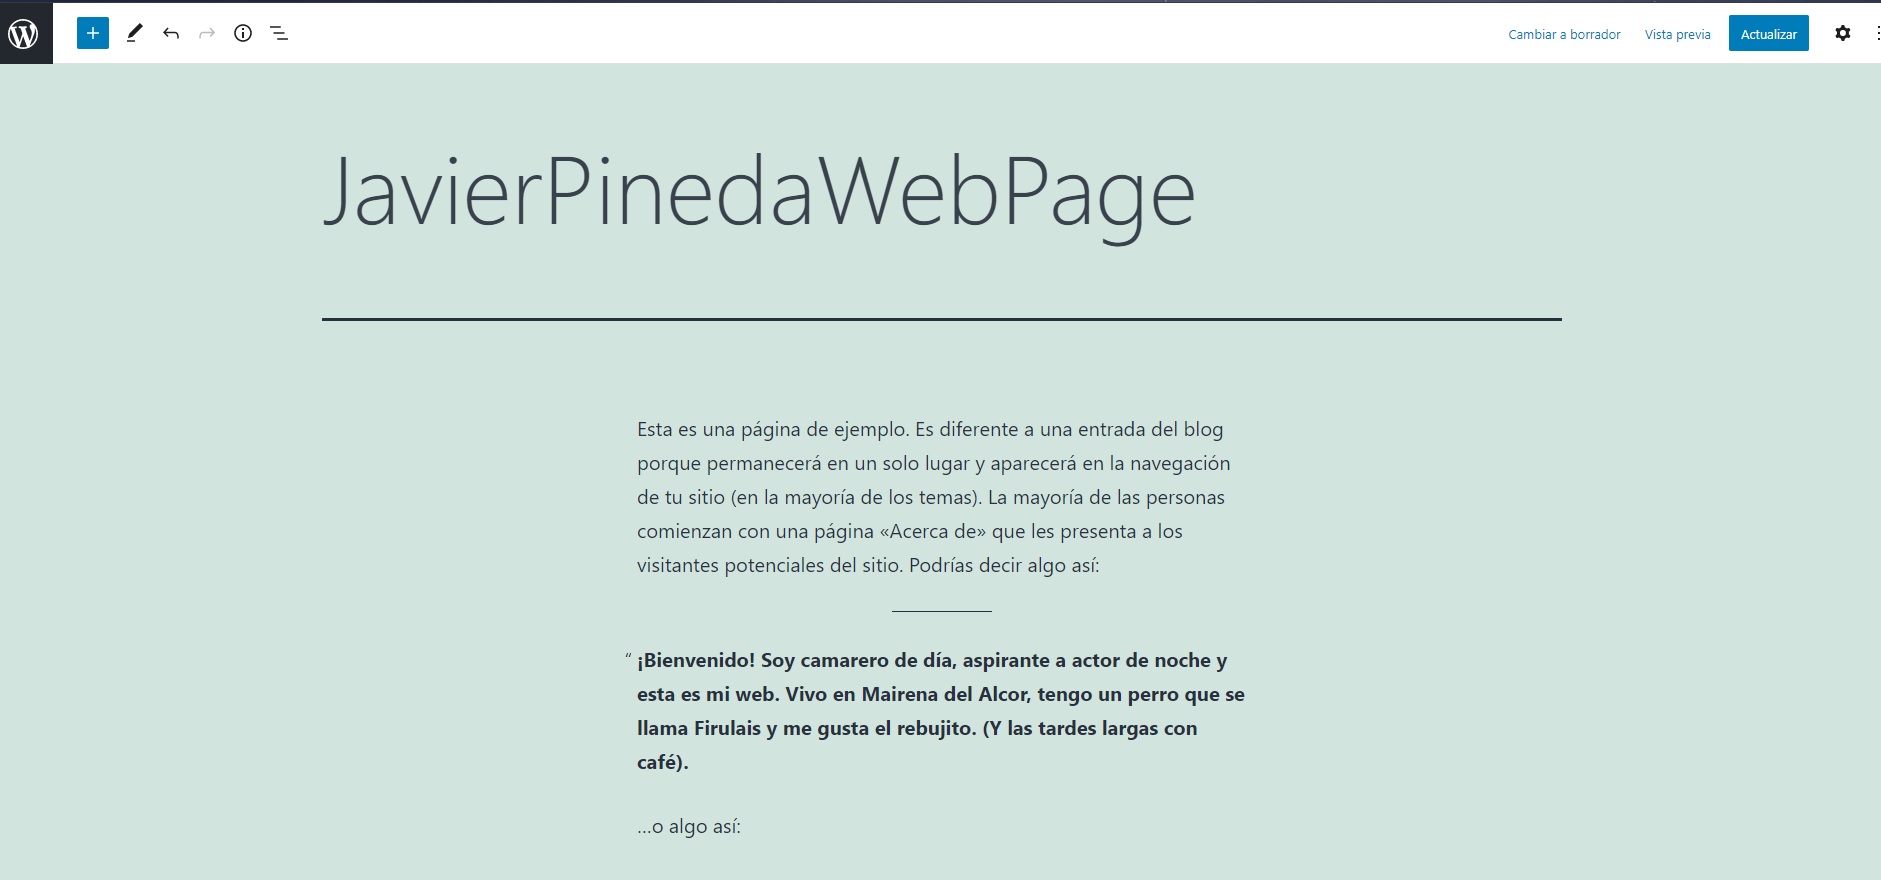 Cambiar a borrador Vista previa Actualizar
JavierPinedaWebPage
Esta es una página de ejemplo. Es diferente a una entrada del blog
porque permanecerá en un solo lugar y aparecerá en la navegación
de tu sitio (en la mayoría de los temas). La mayoría de las personas
comienzan con una página «Acerca de» que les presenta a los
visitantes potenciales del sitio. Podrías decir algo así:
“ ¡Bienvenido! Soy camarero de día, aspirante a actor de noche y
esta es mi web. Vivo en Mairena del Alcor, tengo un perro que se
llama Firulais y me gusta el rebujito. (Y las tardes largas con
café).
…o algo así: